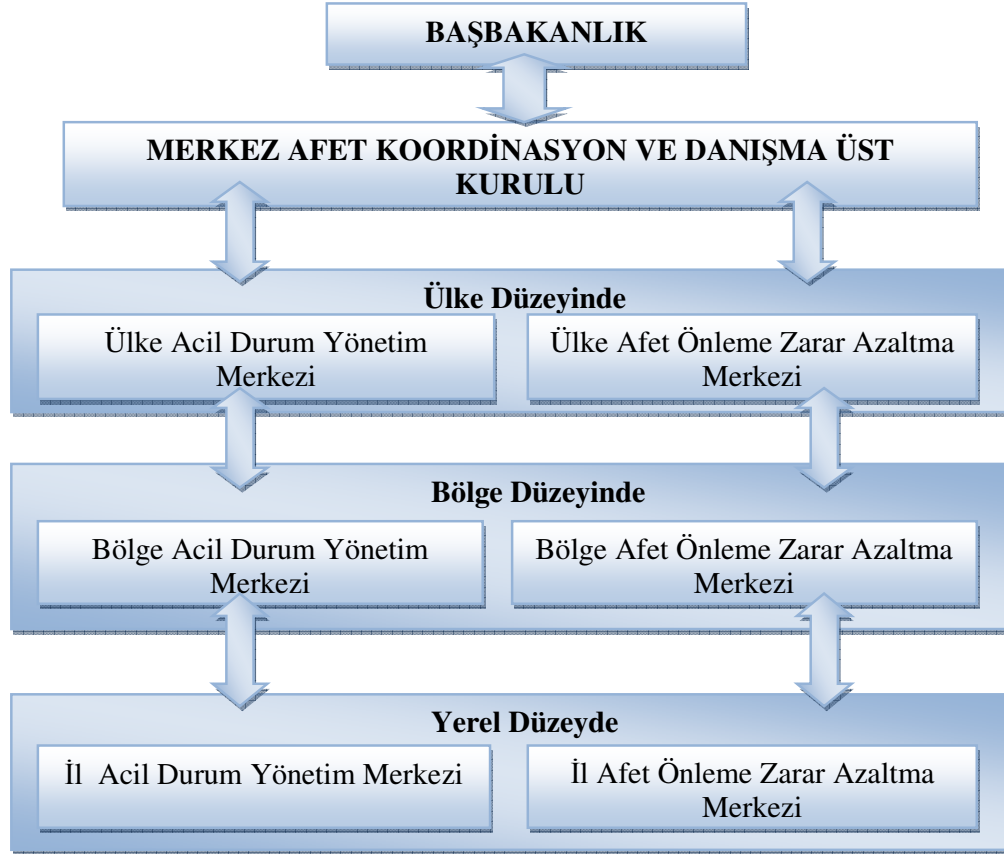 BAŞBAKANLIK
MERKEZ AFET KOORDİNASYON VE DANIŞMA ÜST
KURULU
Ülke Düzeyinde
Ülke Acil Durum Yönetim
Merkezi
Ülke Afet Önleme Zarar Azaltma
Merkezi
Bölge Düzeyinde
Bölge Acil Durum Yönetim
Merkezi
Bölge Afet Önleme Zarar Azaltma
Merkezi
Yerel Düzeyde
İl Acil Durum Yönetim Merkezi
İl Afet Önleme Zarar Azaltma
Merkezi